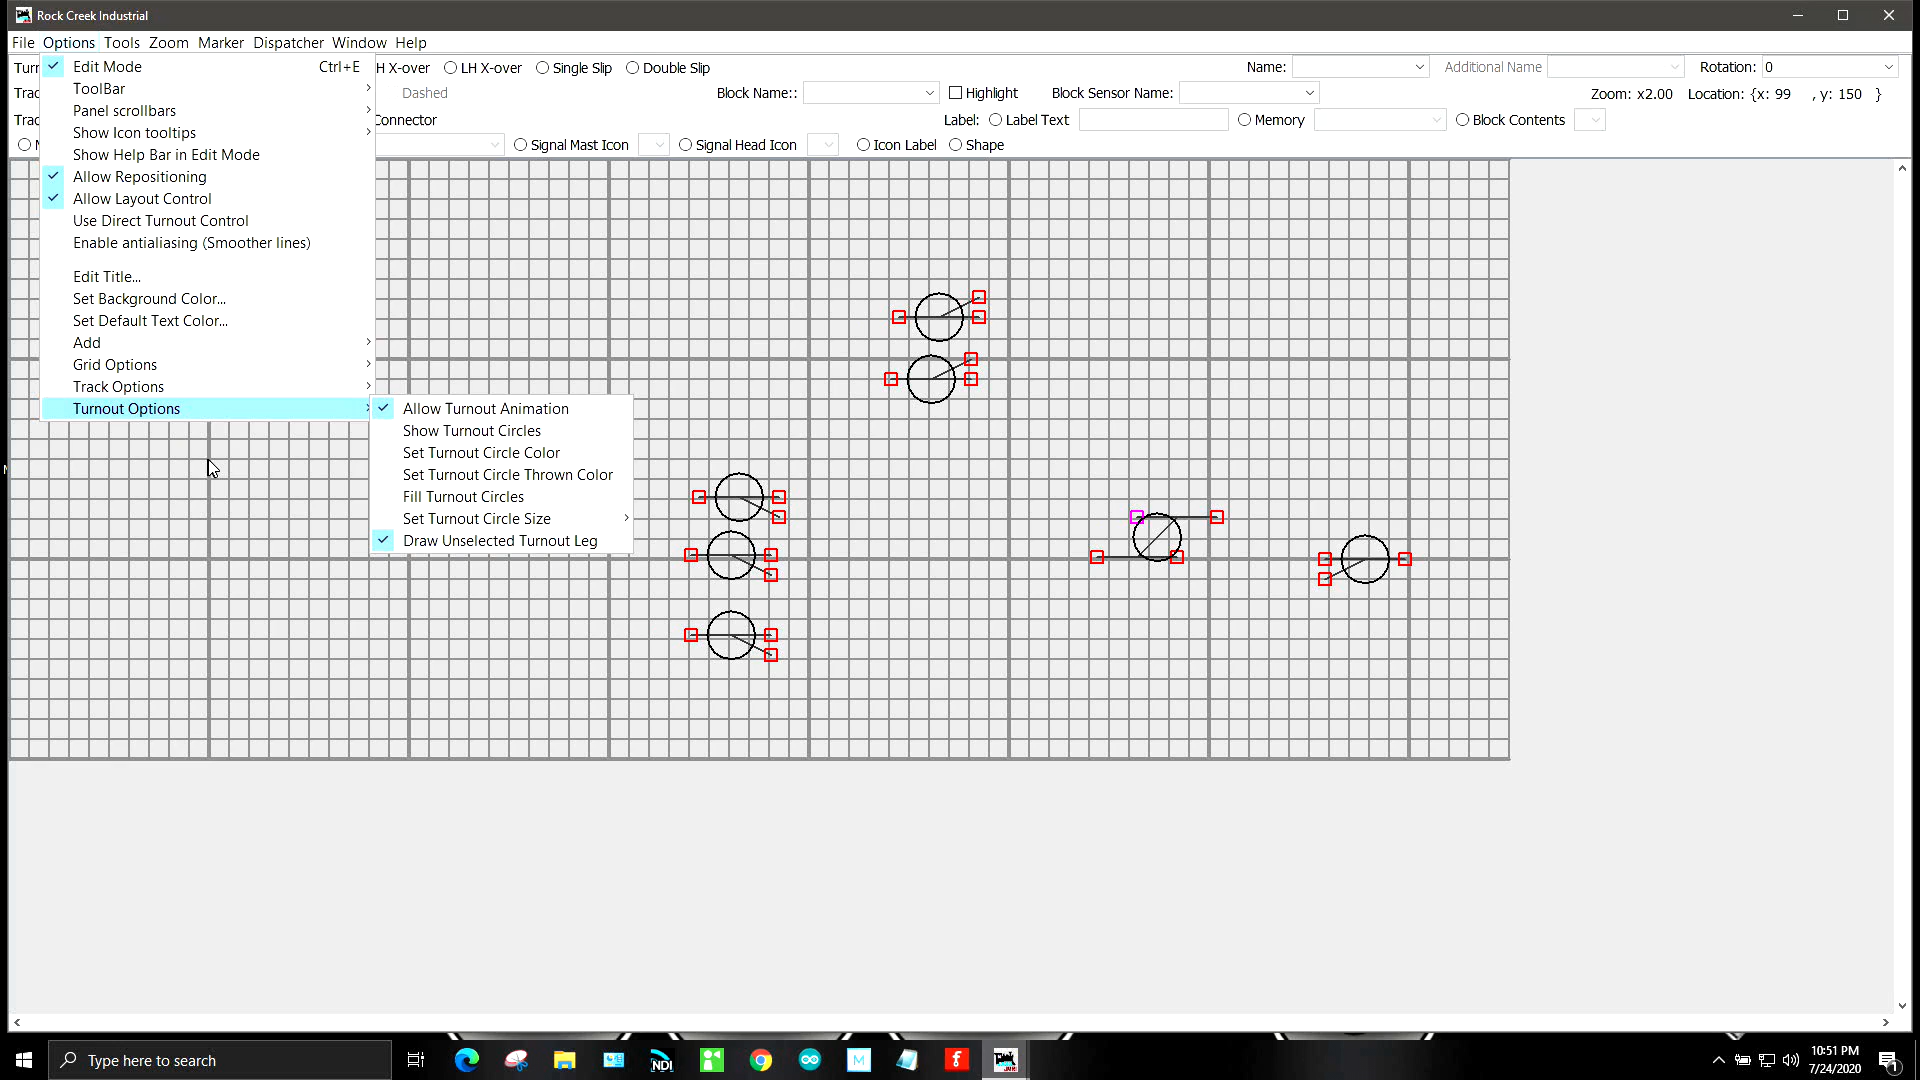 Rock Creek Industrial
File Options Tools Zoom Marker Dispatcher Window Help
Edit Mode Ctrl+E
ToolBar
Panel scrollbars
Show Icon tooltips
Show Help Bar in Edit Mode
Allow Repositioning
Allow Layout Control
Use Direct Turnout Control
Enable antialiasing (Smoother lines)
Edit Title...
Set Background Color...
Set Default Text Color...
Add
Grid Options
Track Options
Turnout Options
Allow Turnout Animation
Show Turnout Circles
Set Turnout Circle Color
Set Turnout Circle Thrown Color
Fill Turnout Circles
Set Turnout Circle Size
Draw Unselected Turnout Leg
X-over LH X-over Single Slip Double Slip Name: Additional Name Rotation: 0
Dashed Block Name:: Highlight Block Sensor Name: Zoom: x2.00 Location: {x: 99 , y: 150 }
Connector Label: Label Text Memory Block Contents
Signal Mast Icon Signal Head Icon Icon Label Shape
Type here to search
NDI
M
f
10:51 PM
7/24/2020
1